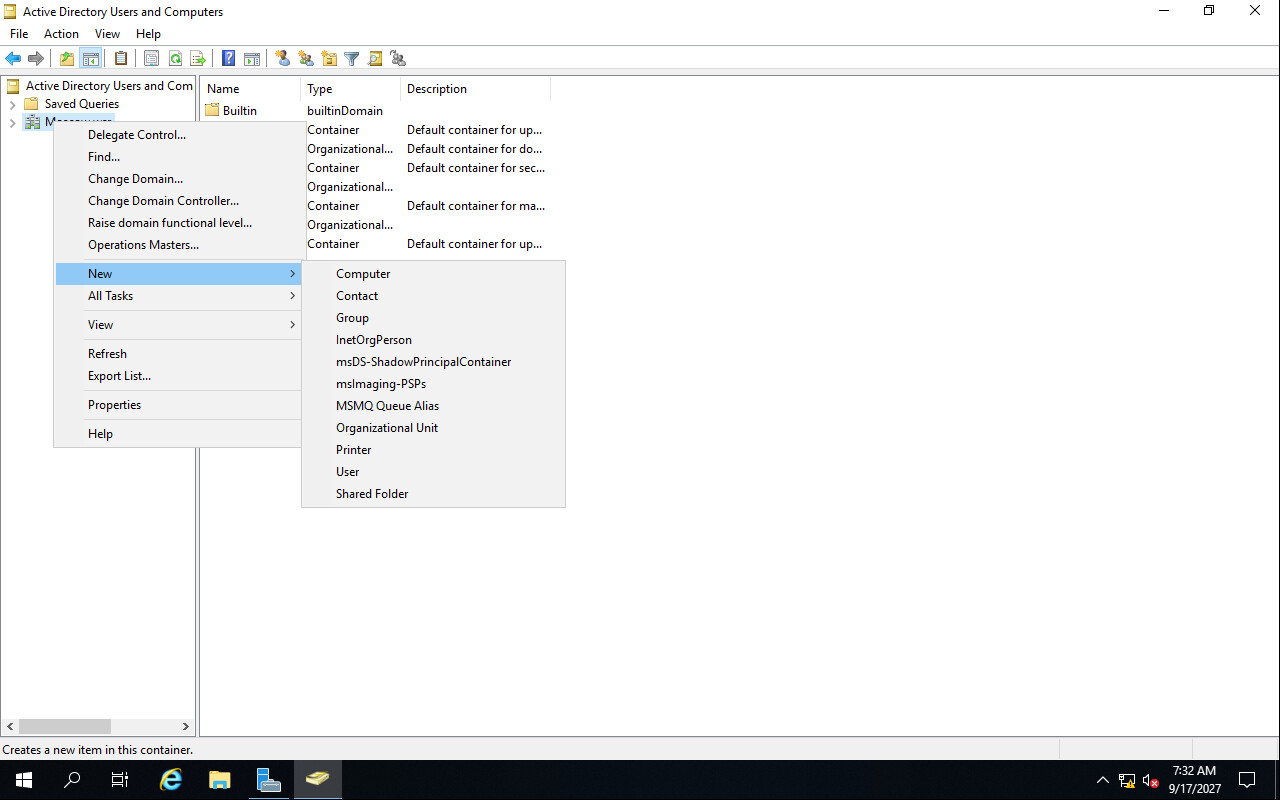 Active Directory Users and Computers
File Action View Help
Active Directory Users and Com
Saved Queries
Name Type Description
Builtin builtinDomain
Container Default container for up...
Organizational... Default container for do...
Container Default container for sec...
Organizational...
Container Default container for ma...
Organizational...
Container Default container for up...
Delegate Control...
Find...
Change Domain...
Change Domain Controller...
Raise domain functional level...
Operations Masters...
New
All Tasks
View
Refresh
Export List...
Properties
Help
Computer
Contact
Group
InetOrgPerson
msDS-ShadowPrincipalContainer
msImaging-PSPs
MSMQ Queue Alias
Organizational Unit
Printer
User
Shared Folder
Creates a new item in this container.
7:32 AM
9/17/2027